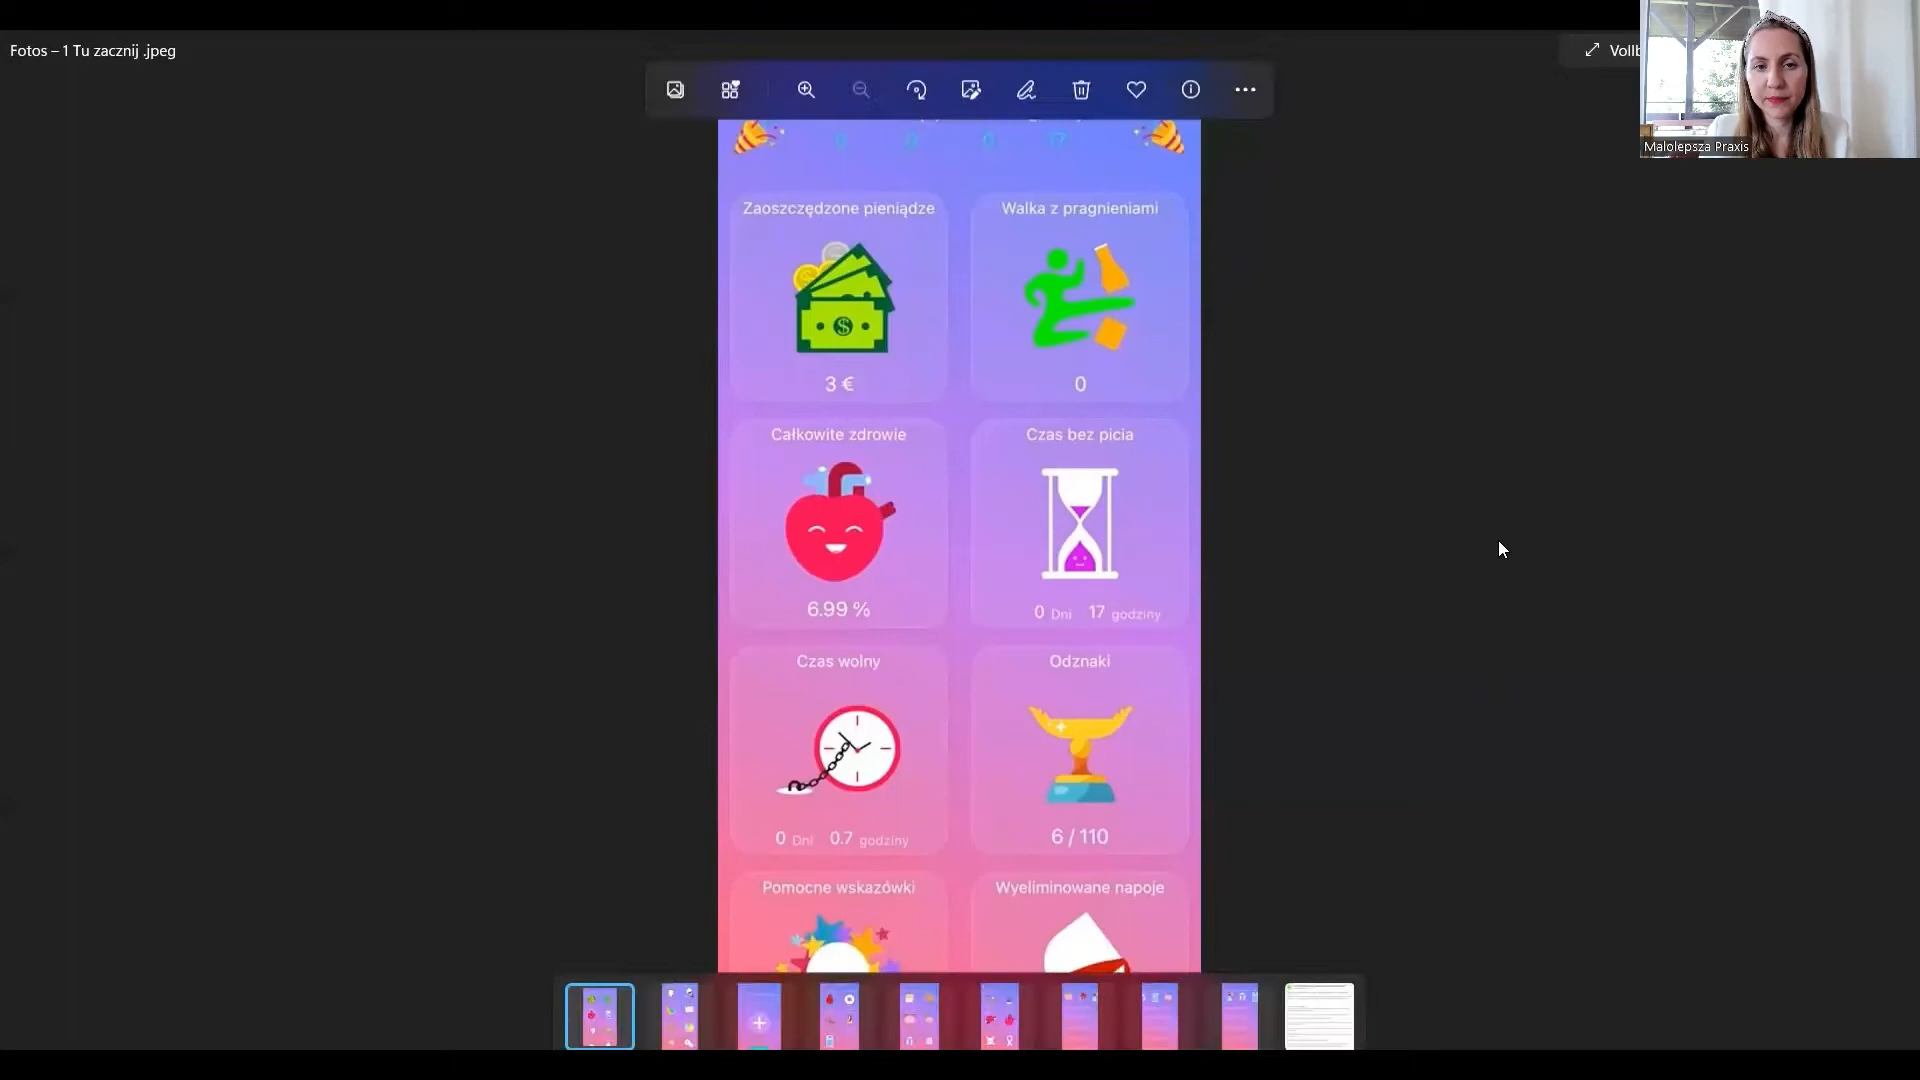 Fotos – 1 Tu zacznij .jpeg
Malolepsza Praxis
Zaoszczędzone pieniądze
Walka z pragnieniami
3 €
0
Całkowite zdrowie
Czas bez picia
6.99 %
0 Dni 17 godziny
Czas wolny
Odznaki
0 Dni 0.7 godziny
6 / 110
Pomocne wskazówki
Wyeliminowane napoje